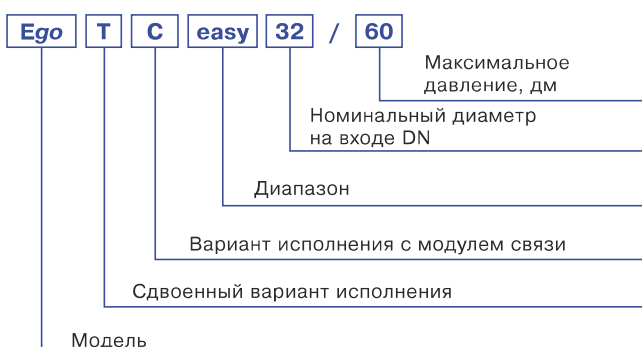 Ego T C easy 32 / 60
Максимальное
давление, дм
Номинальный диаметр
на входе DN
Диапазон
Вариант исполнения с модулем связи
Сдвоенный вариант исполнения
Модель